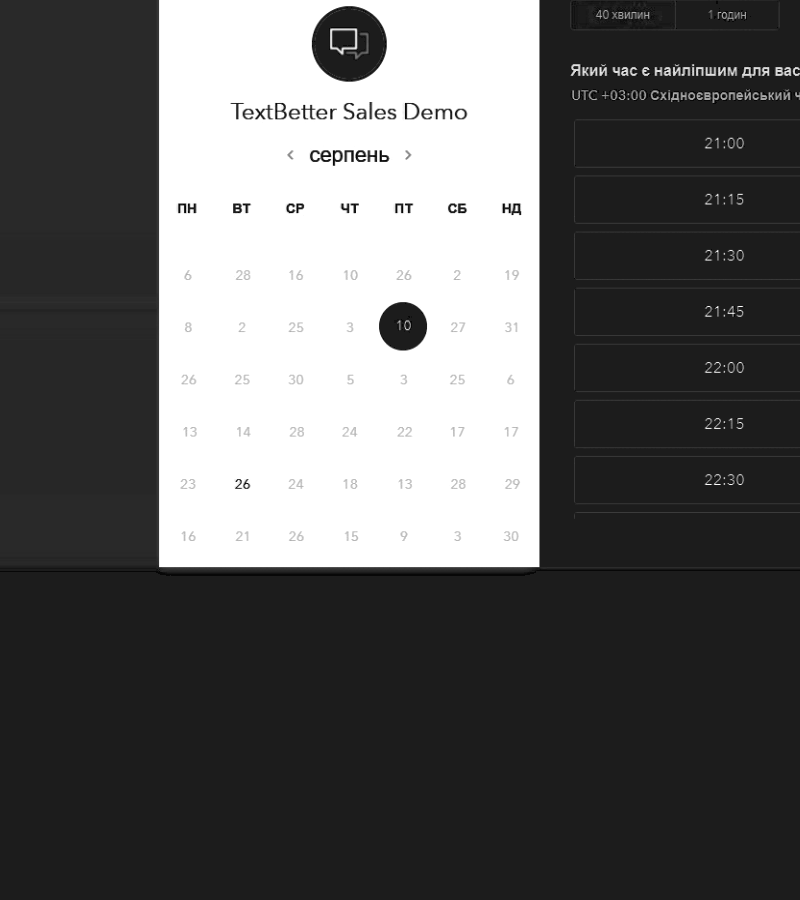 40 хвилин 1 годин
TextBetter Sales Demo
серпень
ПН ВТ СР ЧТ ПТ СБ НД
6 28 16 10 26 2 19
8 2 25 3 10 27 31
26 25 30 5 3 25 6
13 14 28 24 22 17 17
23 26 24 18 13 28 29
16 21 26 15 9 3 30
Який час є найліпшим для вас
UTC +03:00 Східноєвропейський
21:00
21:15
21:30
21:45
22:00
22:15
22:30